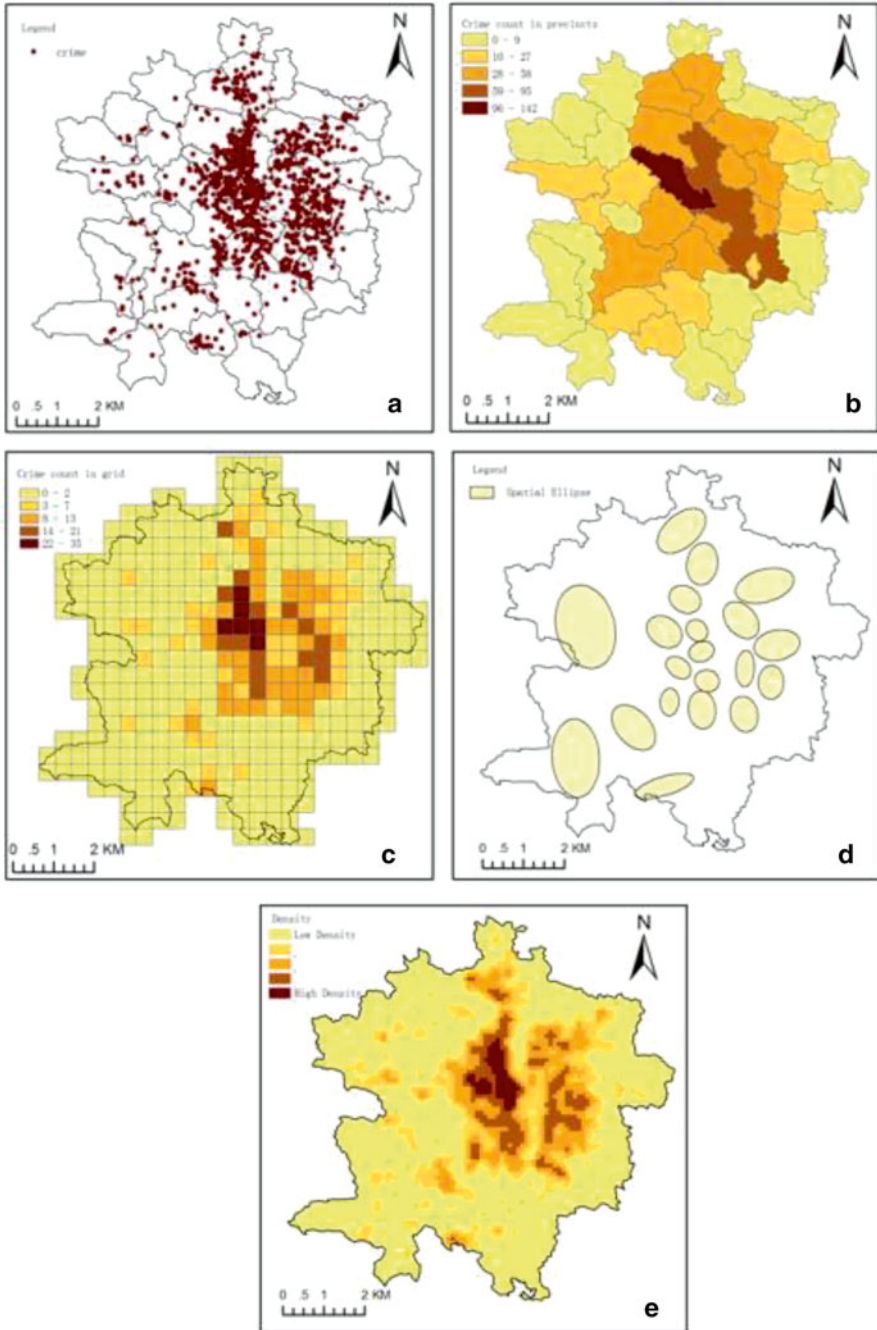 Legend
crime
N
0 .5 1 2 KM
a
Crime count in precincts
0 - 9
10 - 27
28 - 58
59 - 95
96 - 142
N
0 .5 1 2 KM
b
Crime count in grid
0 - 2
3 - 7
8 - 13
14 - 21
22 - 35
N
0 .5 1 2 KM
c
Legend
Spatial Ellipse
N
0 .5 1 2 KM
d
Density
Low Density
High Density
N
0 .5 1 2 KM
e